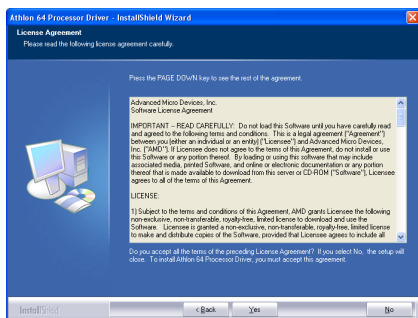 Athlon 64 Processor Driver - InstallShield Wizard
License Agreement
Please read the following license agreement carefully.
Press the PAGE DOWN key to see the rest of the agreement.
Advanced Micro Devices, Inc.
Software License Agreement
IMPORTANT – READ CAREFULLY: Do not load this Software until you have carefully read
and agreed to the following terms and conditions. This is a legal agreement ("Agreement")
between you (either an individual or an entity) ("Licensee") and Advanced Micro Devices,
Inc. ("AMD"). If Licensee does not agree to the terms of this Agreement, do not install or use
this Software or any portion thereof. By loading or using this software that may include
associated media, printed Software, and online or electronic documentation or any portion
thereof that is made available to download from this server or CD-ROM ("Software"), Licensee
agrees to all of the terms of this Agreement.
LICENSE:
1) Subject to the terms and conditions of this Agreement, AMD grants Licensee the following
non-exclusive, non-transferable, royalty-free, limited license to download and use the
Software. Licensee is granted a non-exclusive, non-transferable, royalty-free, limited license
to make and distribute copies of the Software, provided that Licensee agrees to include all
Do you accept all the terms of the preceding License Agreement? If you select No, the setup will
close. To install Athlon 64 Processor Driver, you must accept this agreement.
InstallShield
< Back
Yes
No